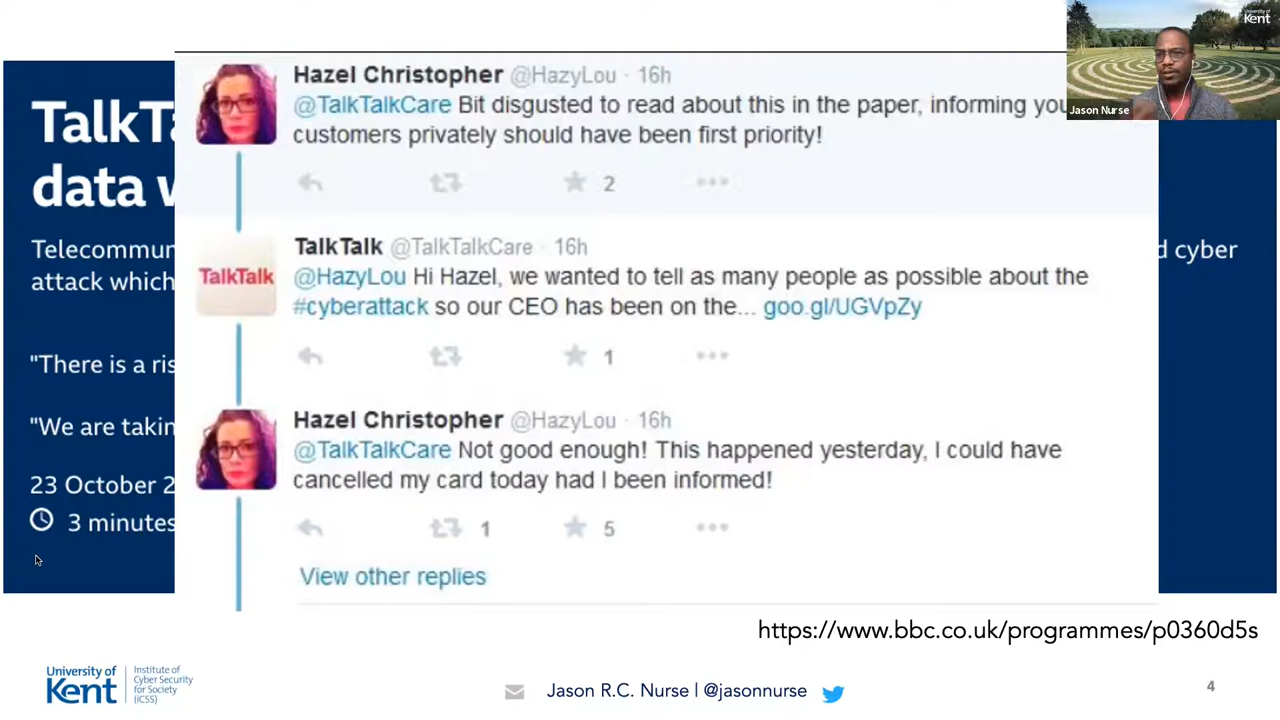 University of
Kent
Jason Nurse
Hazel Christopher @HazyLou · 16h
@TalkTalkCare Bit disgusted to read about this in the paper, informing you
customers privately should have been first priority!
2
TalkTalk @TalkTalkCare · 16h
TalkTalk
@HazyLou Hi Hazel, we wanted to tell as many people as possible about the
#cyberattack so our CEO has been on the... goo.gl/UGVpZy
1
Hazel Christopher @HazyLou · 16h
@TalkTalkCare Not good enough! This happened yesterday, I could have
cancelled my card today had I been informed!
1 5
View other replies
TalkT
data
Telecommun
d cyber
attack which
"There is a ris
"We are takin
23 October 2
3 minutes
https://www.bbc.co.uk/programmes/p0360d5s
University of
Kent
Institute of
Cyber Security
for Society
(iCSS)
Jason R.C. Nurse | @jasonnurse
4